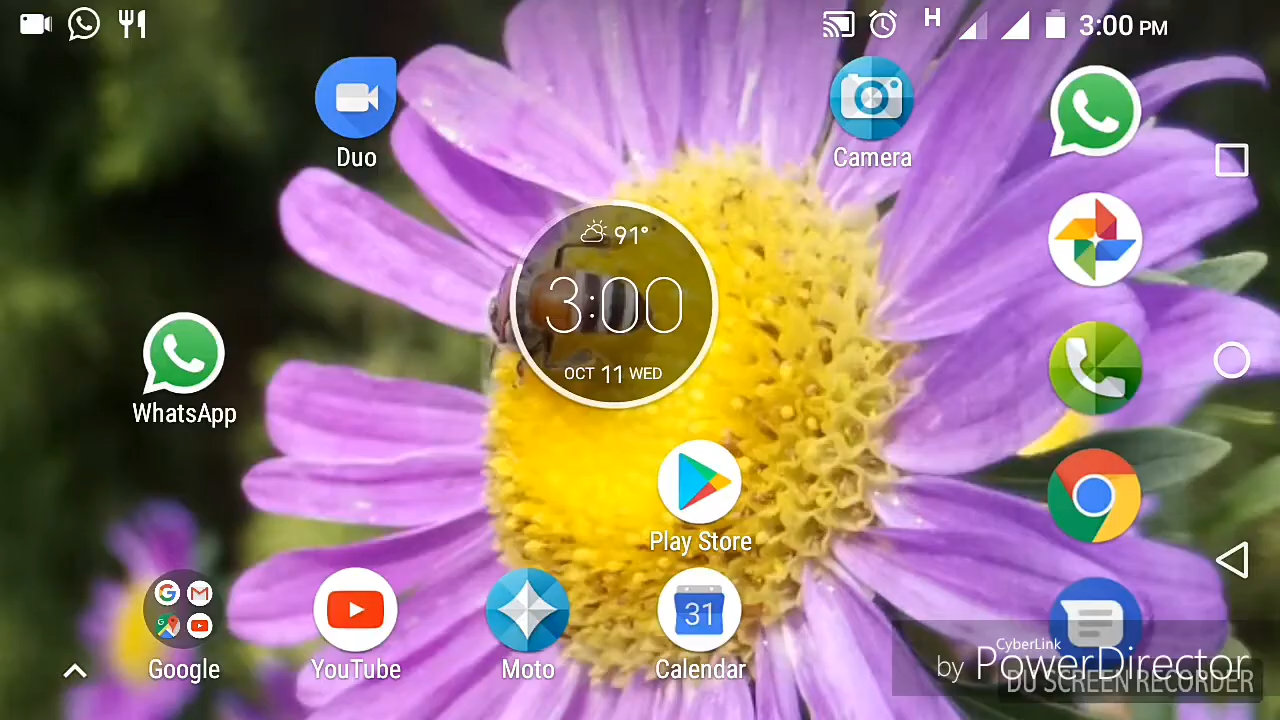 H 3:00 PM
Duo
Camera
91°
3:00
OCT 11 WED
WhatsApp
Play Store
31
Google
YouTube
Moto
Calendar
CyberLink
by PowerDirector
DU SCREEN RECORDER